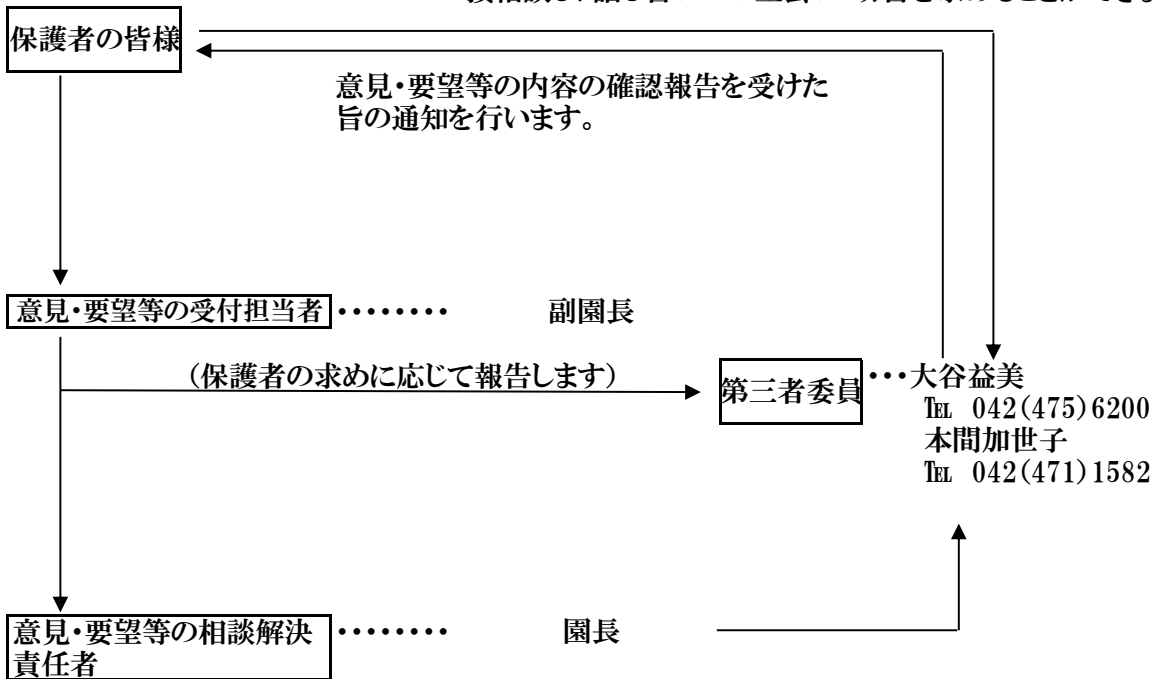 保護者の皆様
意見・要望等の内容の確認報告を受けた
旨の通知を行います。
意見・要望等の受付担当者・・・・・・・・ 副園長
（保護者の求めに応じて報告します）
第三者委員・・・大谷益美
℡ 042(475)6200
本間加世子
℡ 042(471)1582
意見・要望等の相談解決・・・・・・・・ 園長
責任者